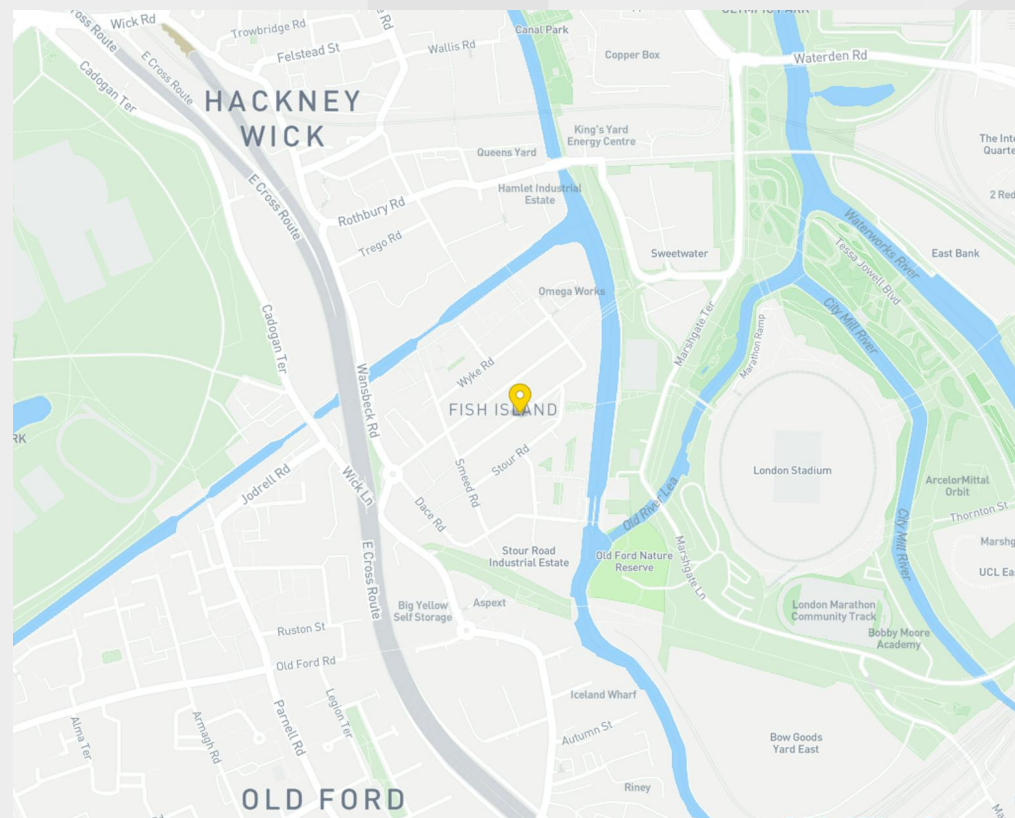 Wick Rd
Cross Route
Trowbridge Rd
Felstead St
Wallis Rd
Canal Park
Copper Box
Waterden Rd
E Cross Route
Cadogan Ter
HACKNEY
WICK
King's Yard
Energy Centre
Queens Yard
The Inte
Quarte
E Cross Route
Rothbury Rd
Hamlet Industrial
Estate
2 Red
Trego Rd
Sweetwater
Waterworks River
Tessa Jowell Blvd
East Bank
Omega Works
City Mill River
Cadogan Ter
Marshgate Ter
Marathon Ramp
Wansbeck Rd
Wyke Rd
FISH ISLAND
RK
Jodrell Rd
Wick Ln
Smeed Rd
Stour Rd
London Stadium
ArcelorMittal
Orbit
Dace Rd
Old River Lea
Thornton St
City Mill River
Marshg
E Cross Route
Stour Road
Industrial Estate
Old Ford Nature
Reserve
Marshgate Ln
UCL Ea
Big Yellow
Self Storage
Aspext
London Marathon
Community Track
Ruston St
Bobby Moore
Academy
Old Ford Rd
Parnell Rd
Legion Ter
Iceland Wharf
Alma Ter
Armagh Rd
Autumn St
Bow Goods
Yard East
Riney
OLD FORD